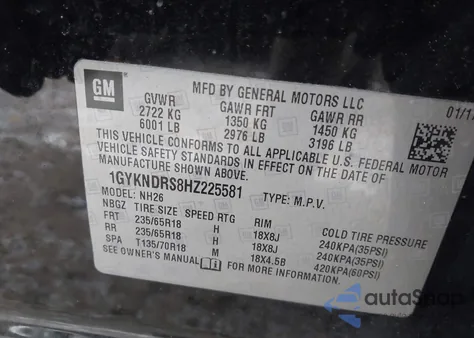 GM
MFD BY GENERAL MOTORS LLC
01/17
GVWR GAWR FRT GAWR RR
2722 KG 1350 KG 1450 KG
6001 LB 2976 LB 3196 LB
THIS VEHICLE CONFORMS TO ALL APPLICABLE U.S. FEDERAL MOTOR
VEHICLE SAFETY STANDARDS IN EFFECT ON THE DATE OF
MANUFACTURE SHOWN ABOVE.
1GYKNDRS8HZ225581 TYPE: M.P.V.
MODEL: NH26
NBGZ TIRE SIZE SPEED RTG RIM COLD TIRE PRESSURE
FRT 235/65R18 H 18X8J 240KPA(35PSI)
RR 235/65R18 H 18X8J 240KPA(35PSI)
SPA T135/70R18 M 18X4.5B 420KPA(60PSI)
SEE OWNER'S MANUAL FOR MORE INFORMATION.
autaSnap